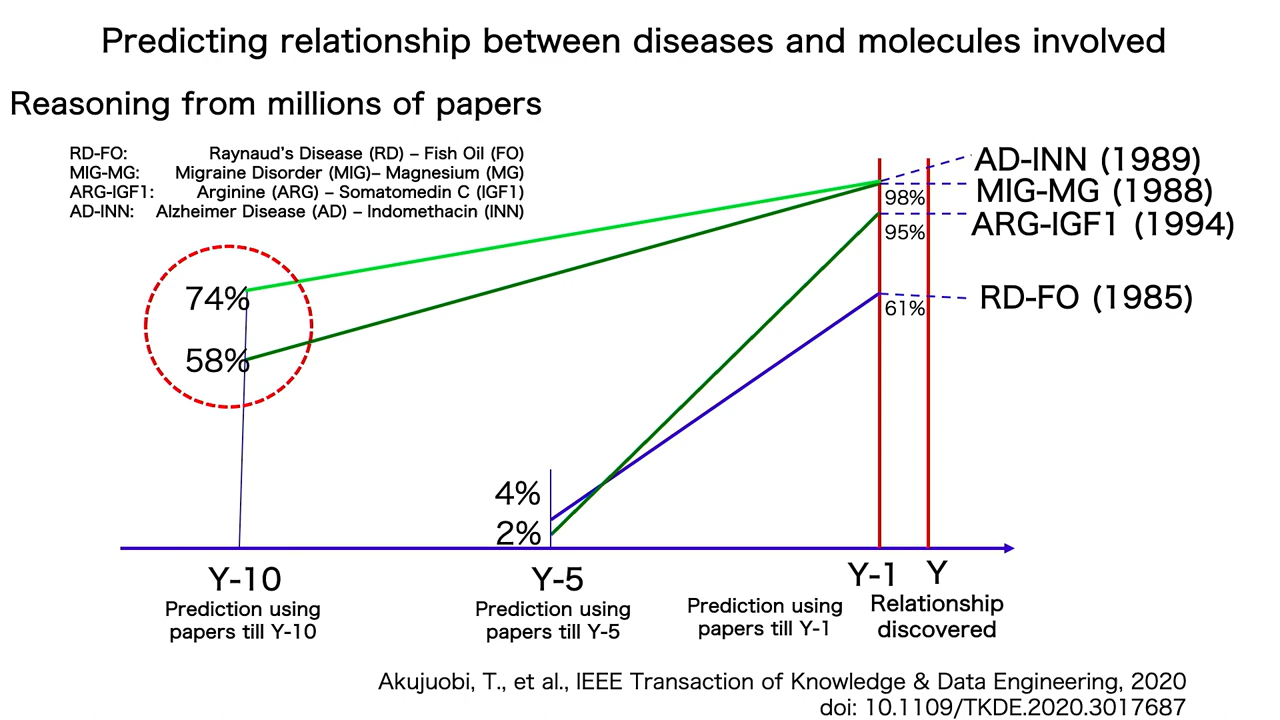 Predicting relationship between diseases and molecules involved
Reasoning from millions of papers
RD-FO: Raynaud's Disease (RD) – Fish Oil (FO)
MIG-MG: Migraine Disorder (MIG)– Magnesium (MG)
ARG-IGF1: Arginine (ARG) – Somatomedin C (IGF1)
AD-INN: Alzheimer Disease (AD) – Indomethacin (INN)
AD-INN (1989)
MIG-MG (1988)
98%
ARG-IGF1 (1994)
95%
74%
RD-FO (1985)
61%
58%
4%
2%
Y-10
Y-5
Y-1
Y
Prediction using
papers till Y-10
Prediction using
papers till Y-5
Prediction using
papers till Y-1
Relationship
discovered
Akujuobi, T., et al., IEEE Transaction of Knowledge & Data Engineering, 2020
doi: 10.1109/TKDE.2020.3017687